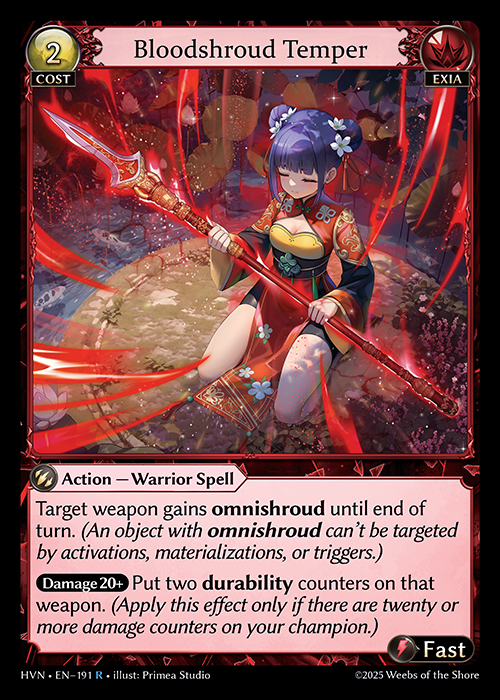 2
COST
Bloodshroud Temper
EXIA
Action — Warrior Spell
Target weapon gains omnishroud until end of
turn. (An object with omnishroud can't be targeted
by activations, materializations, or triggers.)
Damage 20+ Put two durability counters on that
weapon. (Apply this effect only if there are twenty or
more damage counters on your champion.)
Fast
HVN • EN–191 R • illust: Primea Studio
©2025 Weebs of the Shore